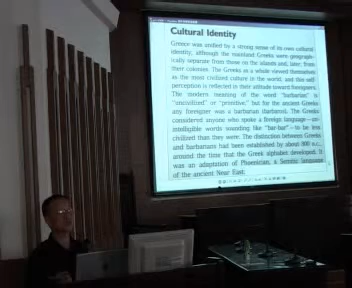 Cultural Identity
Greece was unified by a strong sense of its own cultural
identity, although the mainland Greeks were geograph-
ically separate from those on the islands and, later, from
their colonies. The Greeks as a whole viewed themselves
as the most civilized culture in the world, and this self-
perception is reflected in their attitude toward foreigners.
The modern meaning of the word "barbarian" is
"uncivilized" or "primitive," but for the ancient Greeks
any foreigner was a barbarian (barbaros). The Greeks
considered anyone who spoke a foreign language—un-
intelligible words sounding like "bar-bar"—to be less
civilized than they were. The distinction between Greeks
and barbarians had been established by about 800 B.C.,
around the time that the Greek alphabet developed. It
was an adaptation of Phoenician, a Semitic language
of the ancient Near East.